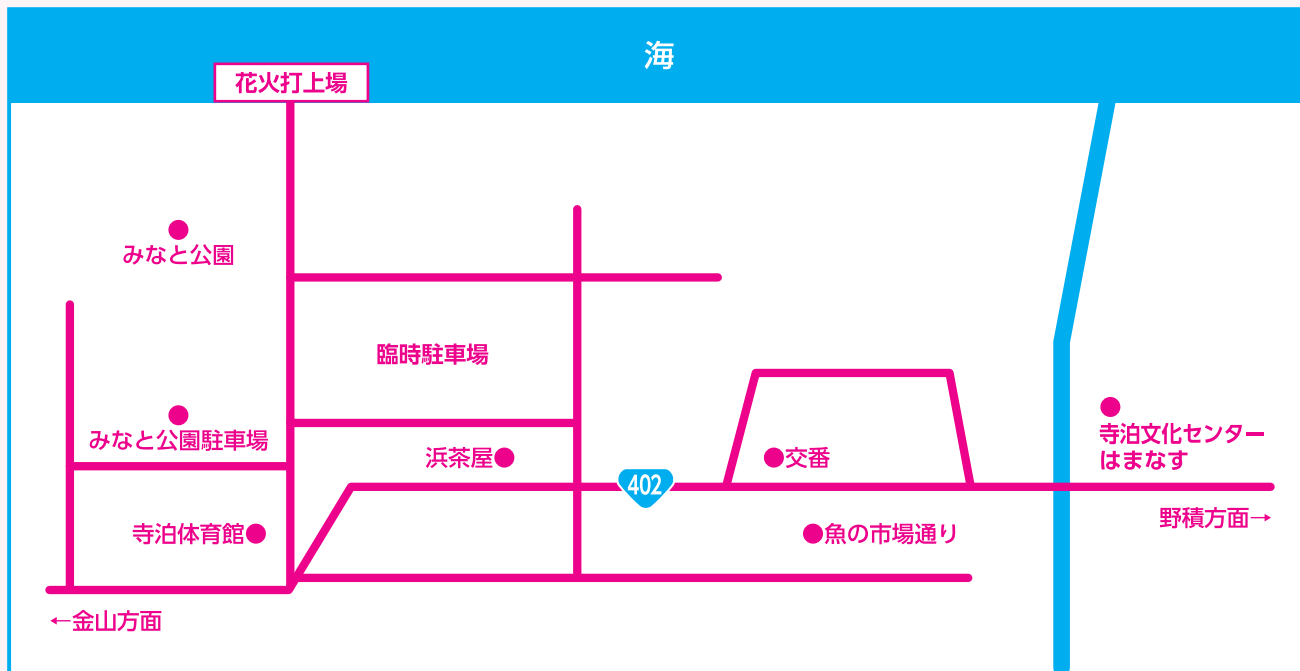 海
花火打上場
みなと公園
臨時駐車場
みなと公園駐車場
浜茶屋
交番
寺泊文化センター
はまなす
402
野積方面→
寺泊体育館
魚の市場通り
←金山方面